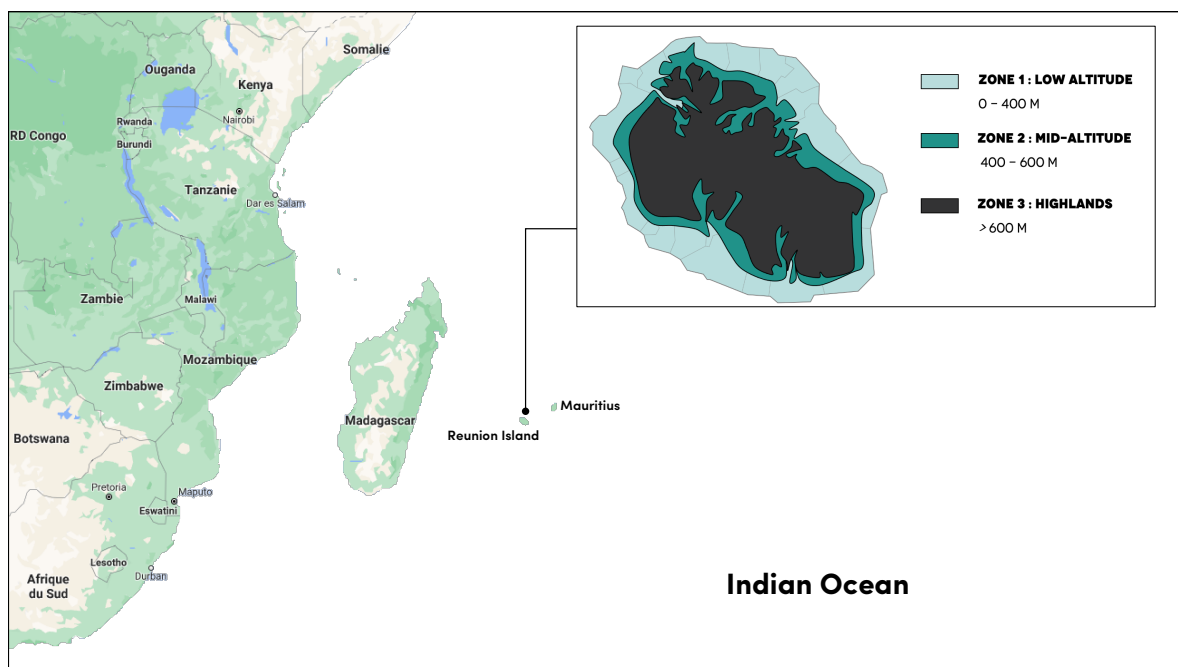 Somalie
Ouganda
Kenya
Nairobi
RD Congo
Rwanda
Burundi
Tanzanie
Dar es Salam
Zambie
Malawi
Mozambique
Zimbabwe
Madagascar
Botswana
Pretoria
Maputo
Eswatini
Lesotho
Durban
Afrique
du Sud
Mauritius
Reunion Island
Indian Ocean
ZONE 1 : LOW ALTITUDE
0 – 400 M
ZONE 2 : MID-ALTITUDE
400 – 600 M
ZONE 3 : HIGHLANDS
>600 M